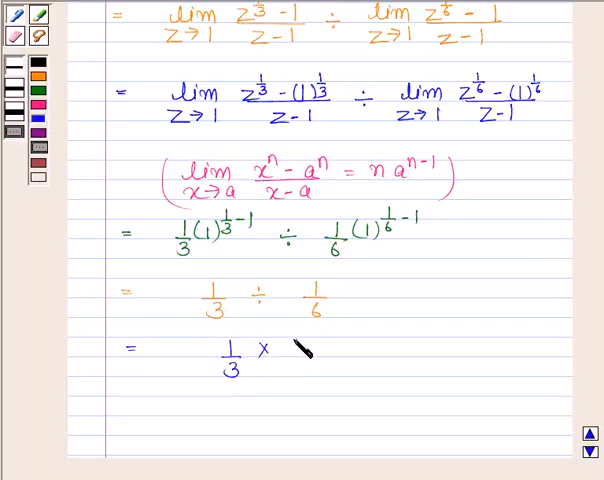 = lim z→1 (z^(1/3) - 1)/(z-1) ÷ lim z→1 (z^(1/6) - 1)/(z-1)
= lim z→1 (z^(1/3) - (1)^(1/3))/(z-1) ÷ lim z→1 (z^(1/6) - (1)^(1/6))/(z-1)
( lim x→a (x^n - a^n)/(x-a) = n a^(n-1) )
= 1/3 (1)^(1/3 - 1) ÷ 1/6 (1)^(1/6 - 1)
= 1/3 ÷ 1/6
= 1/3 ×